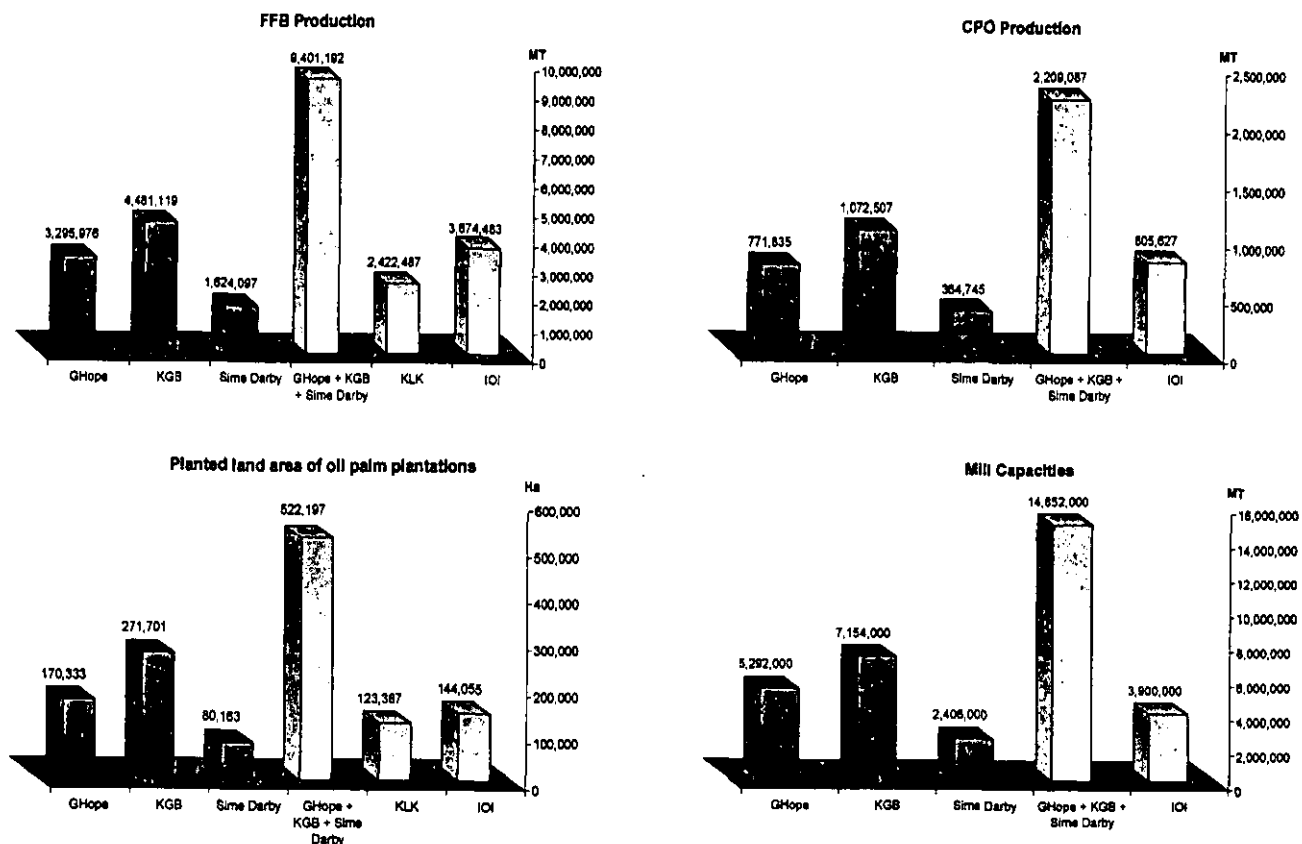 FFB Production
MT
10,000,000
9,000,000
8,000,000
7,000,000
6,000,000
5,000,000
4,000,000
3,000,000
2,000,000
1,000,000
0
3,295,976
4,481,119
1,624,097
9,401,192
2,422,487
3,674,483
GHope
KGB
Sime Darby
GHope + KGB
+ Sime Darby
KLK
IOI
CPO Production
MT
2,500,000
2,000,000
1,500,000
1,000,000
500,000
0
771,835
1,072,507
364,745
2,209,087
805,627
GHope
KGB
Sime Darby
GHope + KGB +
Sime Darby
IOI
Planted land area of oil palm plantations
Ha
600,000
500,000
400,000
300,000
200,000
100,000
0
170,333
271,701
80,163
522,197
123,367
144,055
GHope
KGB
Sime Darby
GHope +
KGB + Sime
Darby
KLK
IOI
Mill Capacities
MT
16,000,000
14,000,000
12,000,000
10,000,000
8,000,000
6,000,000
4,000,000
2,000,000
0
5,292,000
7,154,000
2,406,000
14,852,000
3,900,000
GHope
KGB
Sime Darby
GHope + KGB +
Sime Darby
IOI